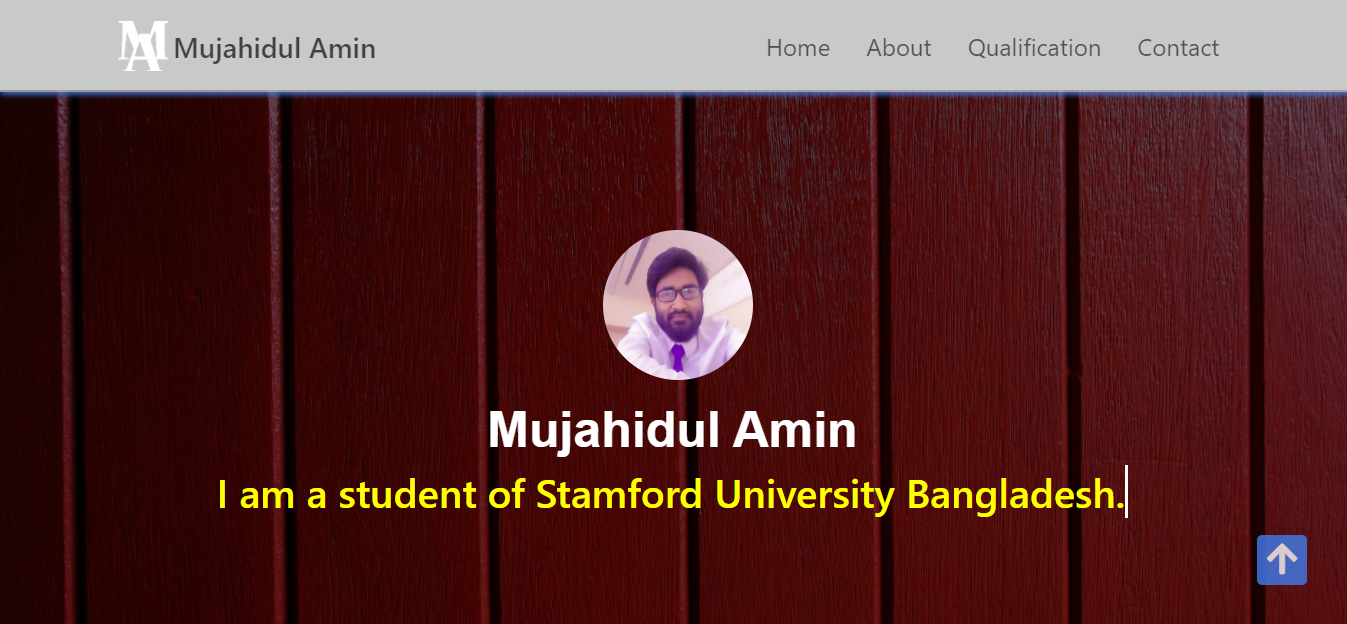 MA Mujahidul Amin
Home About Qualification Contact
Mujahidul Amin
I am a student of Stamford University Bangladesh.